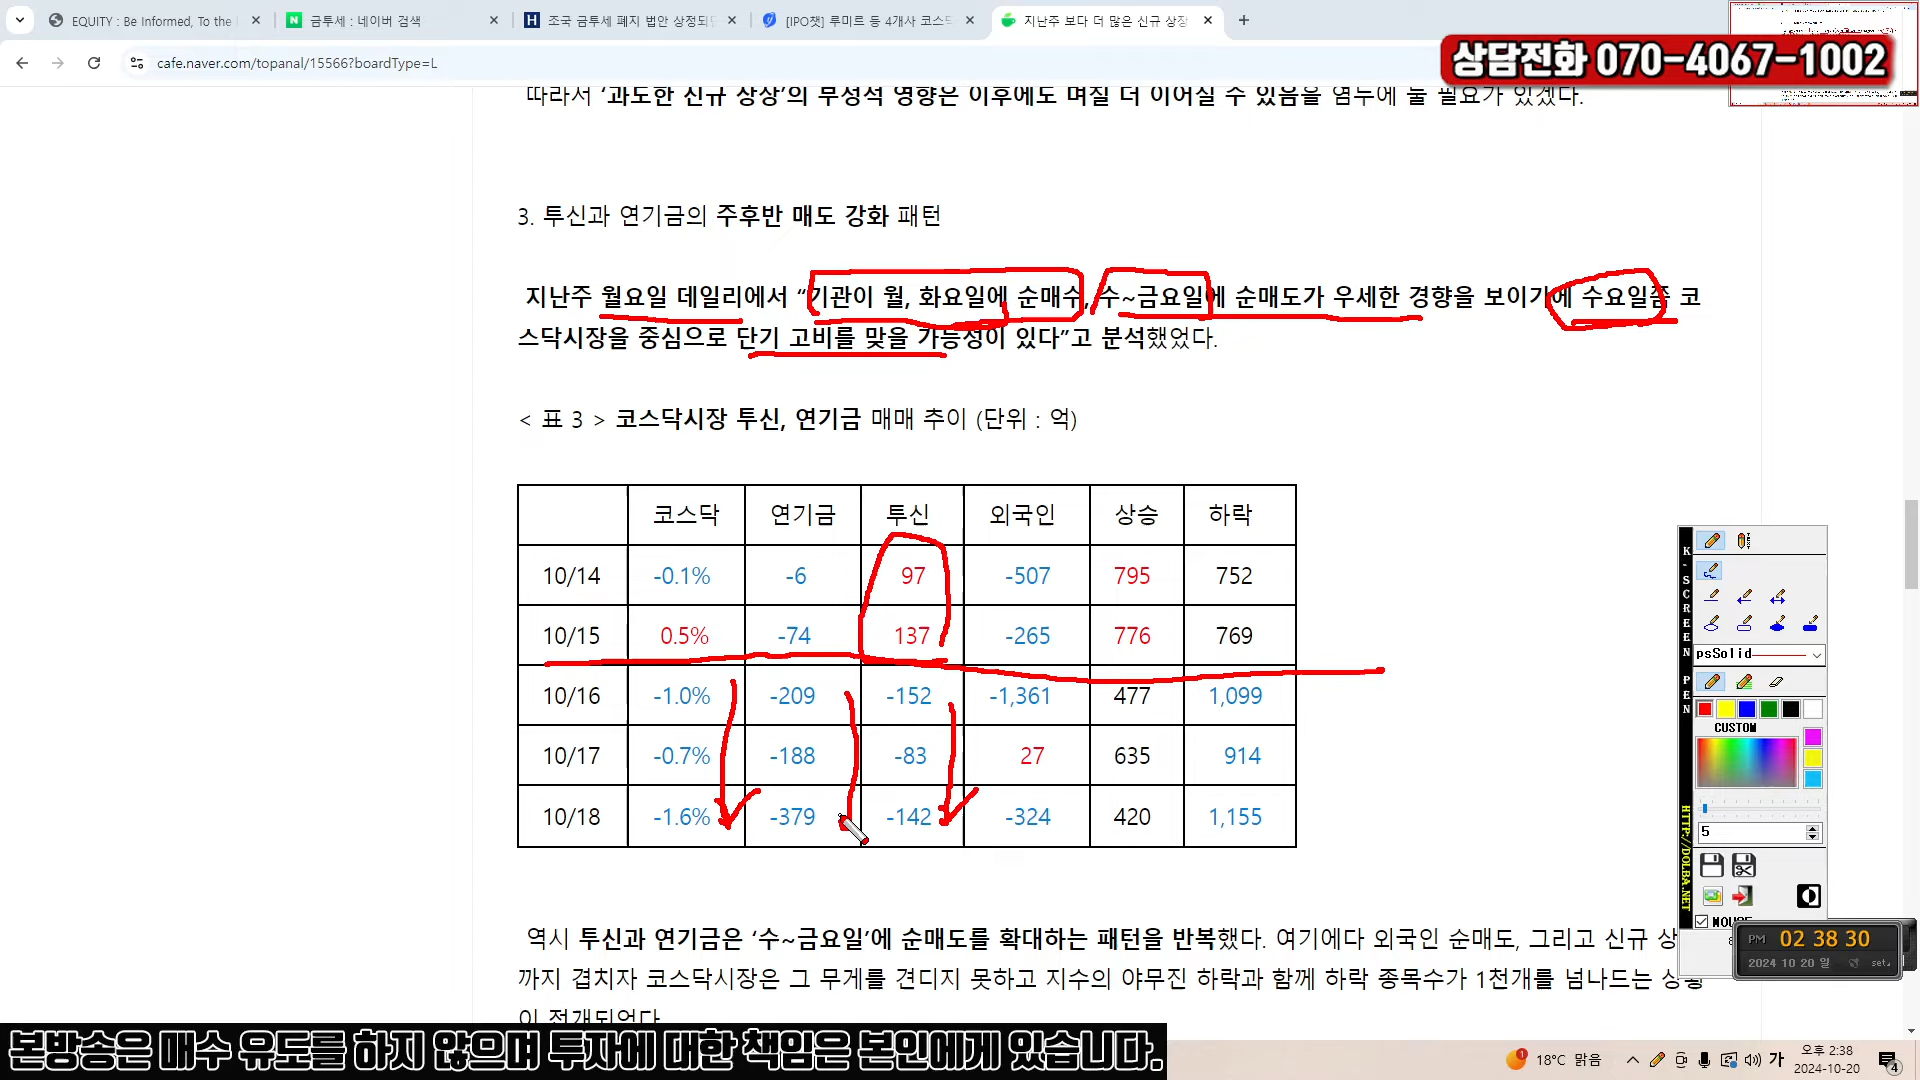 EQUITY : Be Informed, To the
금투세 : 네이버 검색
조국 금투세 폐지 법안 상정되면
[IPO챗] 루미르 등 4개사 코스닥
지난주 보다 더 많은 신규 상장
cafe.naver.com/topanal/15566?boardType=L
상담전화 070-4067-1002
따라서 ‘과도한 신규 상장’의 부정적 영향은 이후에도 며칠 더 이어질 수 있음을 염두에 둘 필요가 있겠다.
3. 투신과 연기금의 주후반 매도 강화 패턴
지난주 월요일 데일리에서 “기관이 월, 화요일에 순매수, 수~금요일에 순매도가 우세한 경향을 보이기에 수요일쯤 코
스닥시장을 중심으로 단기 고비를 맞을 가능성이 있다”고 분석했었다.
< 표 3 > 코스닥시장 투신, 연기금 매매 추이 (단위 : 억)
코스닥 연기금 투신 외국인 상승 하락
10/14 -0.1% -6 97 -507 795 752
10/15 0.5% -74 137 -265 776 769
10/16 -1.0% -209 -152 -1,361 477 1,099
10/17 -0.7% -188 -83 27 635 914
10/18 -1.6% -379 -142 -324 420 1,155
역시 투신과 연기금은 ‘수~금요일’에 순매도를 확대하는 패턴을 반복했다. 여기에다 외국인 순매도, 그리고 신규 상
까지 겹치자 코스닥시장은 그 무게를 견디지 못하고 지수의 야무진 하락과 함께 하락 종목수가 1천개를 넘나드는 상황
이 전개되었다
K-SCREEN PEN
psSolid
CUSTOM
5
HTTP://DOLBA.NET
MOUSE
PM 02 38 30
2024 10 20 일 set
본방송은 매수 유도를 하지 않으며 투자에 대한 책임은 본인에게 있습니다.
1
18°C 맑음
가
오후 2:38
2024-10-20
4